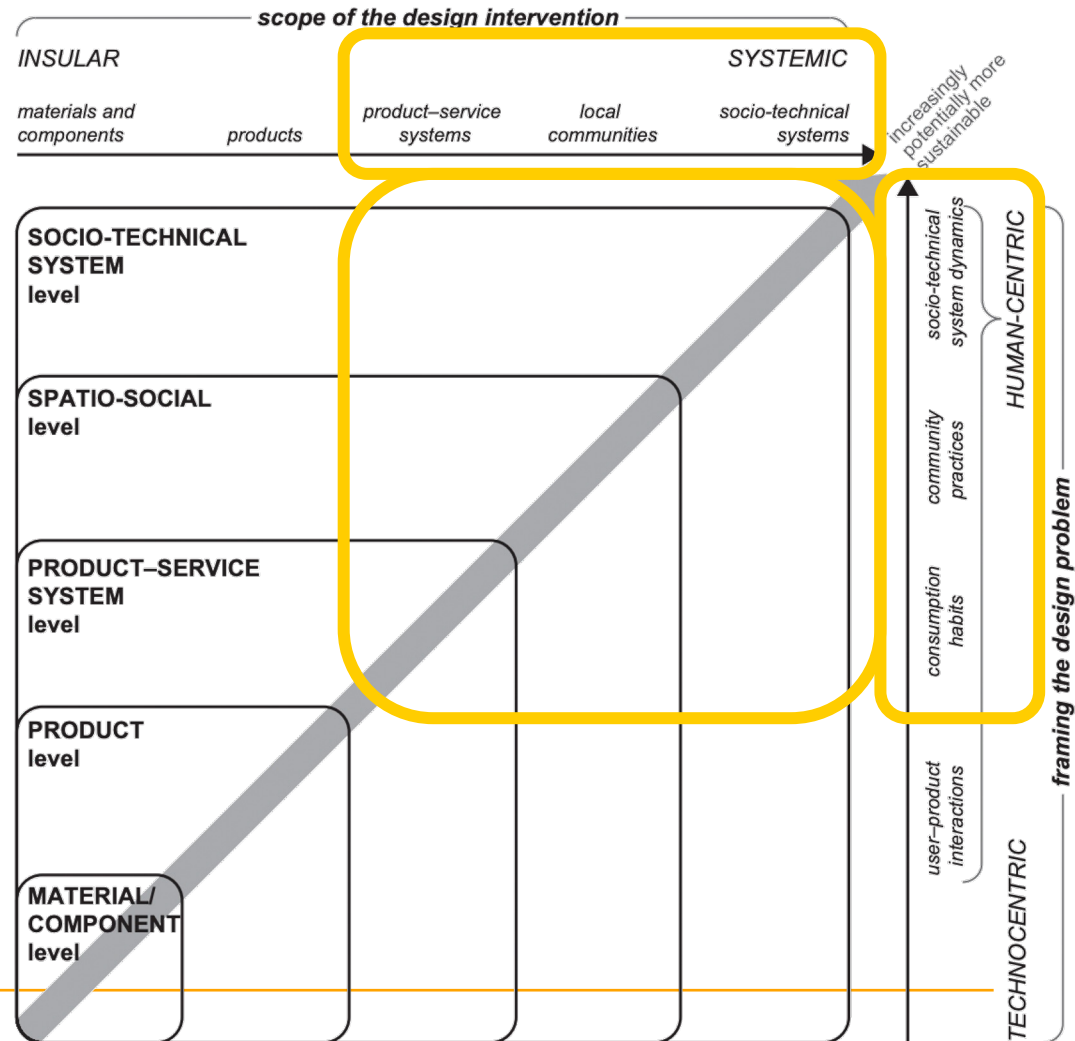 scope of the design intervention
INSULAR
SYSTEMIC
materials and
components
products
product–service
systems
local
communities
socio-technical
systems
increasingly
potentially more
sustainable
SOCIO-TECHNICAL
SYSTEM
level
SPATIO-SOCIAL
level
PRODUCT–SERVICE
SYSTEM
level
PRODUCT
level
MATERIAL/
COMPONENT
level
socio-technical
system dynamics
community
practices
consumption
habits
user–product
interactions
HUMAN-CENTRIC
TECHNOCENTRIC
framing the design problem